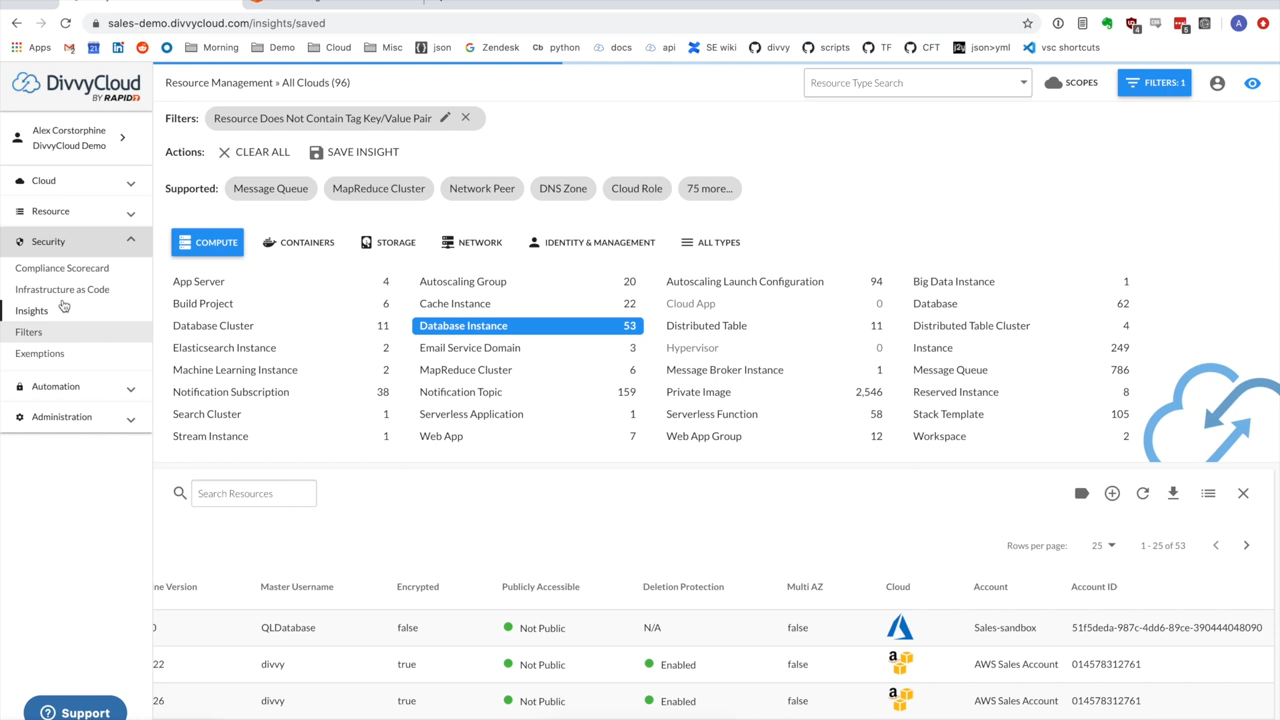 sales-demo.divvycloud.com/insights/saved
Apps
Morning
Demo
Cloud
Misc
{ } json
Zendesk
Cb python
docs
api
SE wiki
divvy
scripts
TF
CFT
json>yml
vsc shortcuts
4
5
A
DivvyCloud
BY RAPID7
Resource Management » All Clouds (96)
Resource Type Search
SCOPES
FILTERS: 1
Alex Corstorphine
DivvyCloud Demo
Cloud
Resource
Security
Compliance Scorecard
Infrastructure as Code
Insights
Filters
Exemptions
Automation
Administration
Support
Filters: Resource Does Not Contain Tag Key/Value Pair
Actions: CLEAR ALL SAVE INSIGHT
Supported: Message Queue MapReduce Cluster Network Peer DNS Zone Cloud Role 75 more...
COMPUTE CONTAINERS STORAGE NETWORK IDENTITY & MANAGEMENT ALL TYPES
App Server 4 Autoscaling Group 20 Autoscaling Launch Configuration 94 Big Data Instance 1
Build Project 6 Cache Instance 22 Cloud App 0 Database 62
Database Cluster 11 Database Instance 53 Distributed Table 11 Distributed Table Cluster 4
Elasticsearch Instance 2 Email Service Domain 3 Hypervisor 0 Instance 249
Machine Learning Instance 2 MapReduce Cluster 6 Message Broker Instance 1 Message Queue 786
Notification Subscription 38 Notification Topic 159 Private Image 2,546 Reserved Instance 8
Search Cluster 1 Serverless Application 1 Serverless Function 58 Stack Template 105
Stream Instance 1 Web App 7 Web App Group 12 Workspace 2
Search Resources
Rows per page: 25 1 - 25 of 53
ne Version Master Username Encrypted Publicly Accessible Deletion Protection Multi AZ Cloud Account Account ID
0 QLDatabase false Not Public N/A false Sales-sandbox 51f5deda-987c-4dd6-89ce-390444048090
22 divvy true Not Public Enabled false AWS Sales Account 014578312761
26 divvy true Not Public Enabled false AWS Sales Account 014578312761